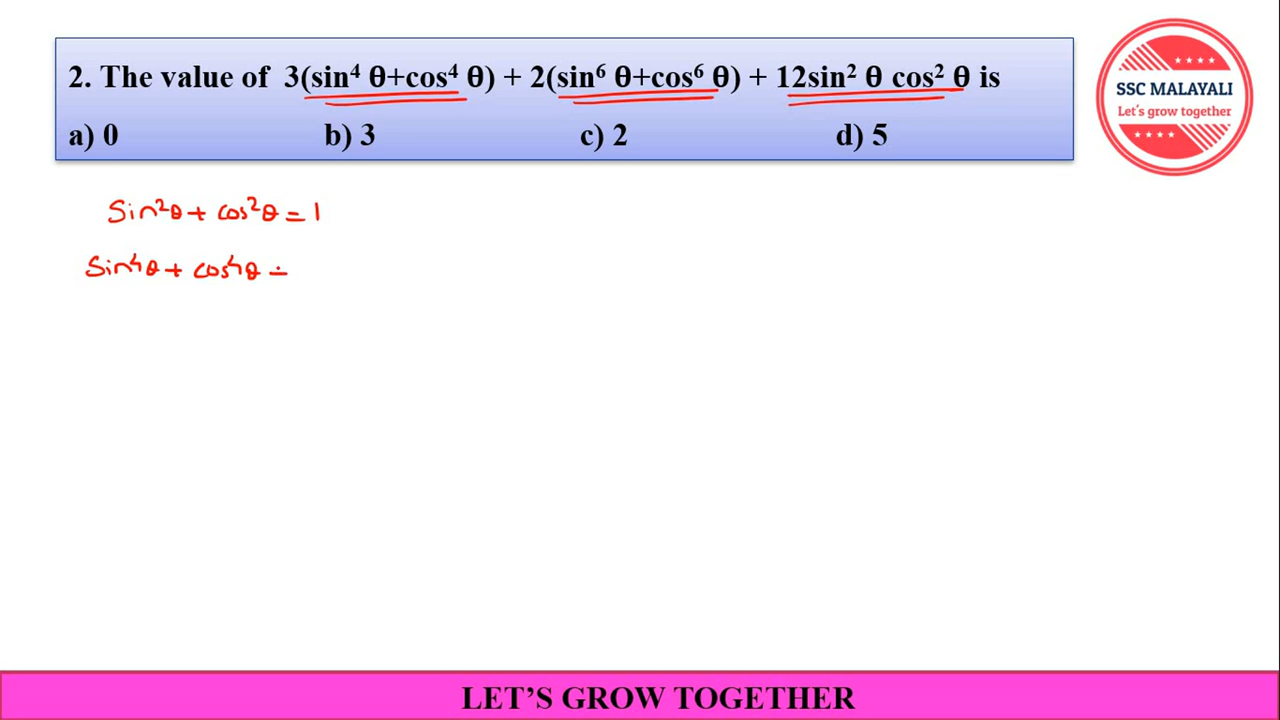 2. The value of 3(sin⁴ θ+cos⁴ θ) + 2(sin⁶ θ+cos⁶ θ) + 12sin² θ cos² θ is
a) 0 b) 3 c) 2 d) 5
SSC MALAYALI
Let's grow together
Sin²θ + cos²θ = 1
Sin⁴θ + cos⁴θ =
LET'S GROW TOGETHER